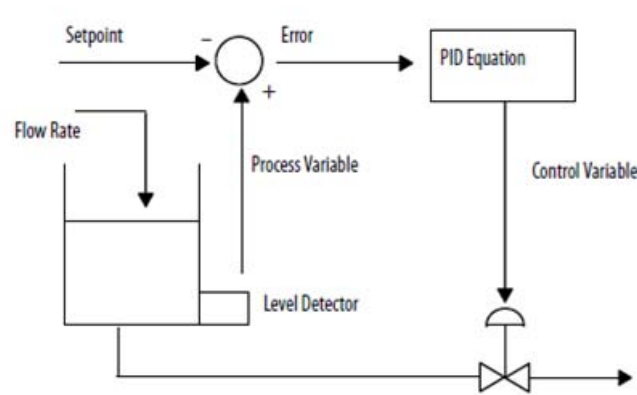 Setpoint
−
Error
PID Equation
+
Flow Rate
Process Variable
Control Variable
Level Detector